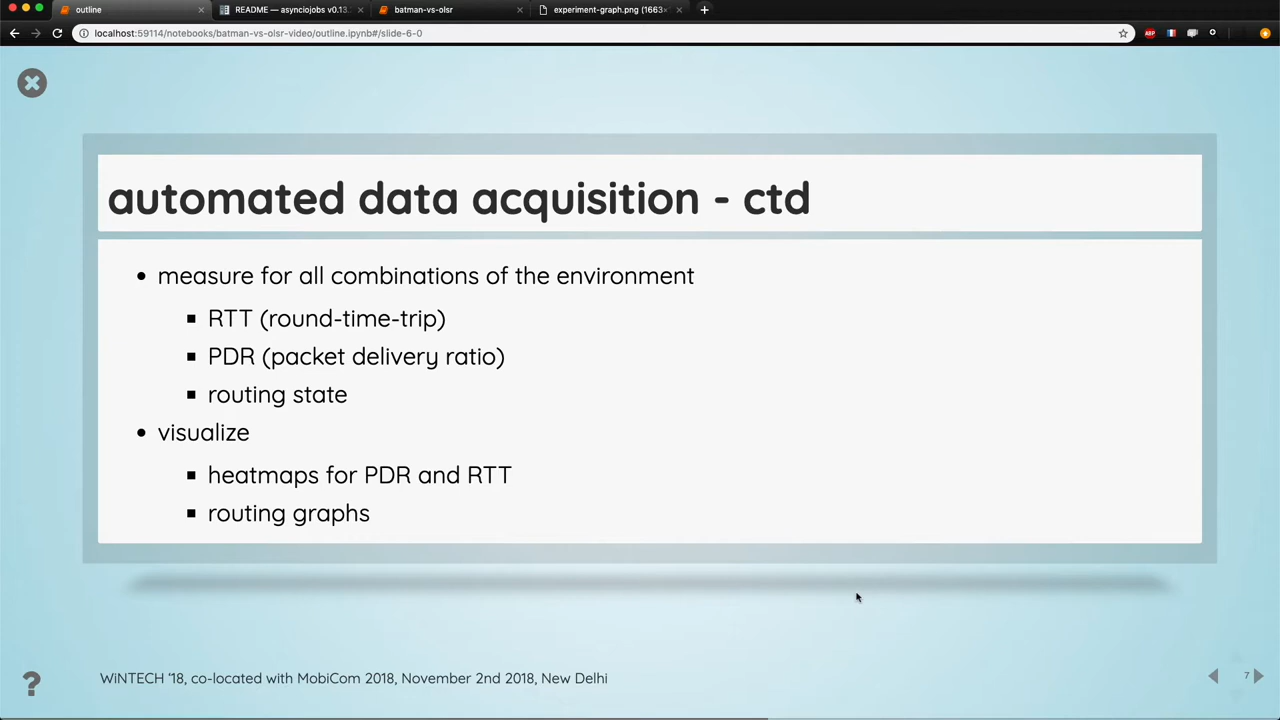 outline
README — asynciojobs v0.13.
batman-vs-olsr
experiment-graph.png (1663×
localhost:59114/notebooks/batman-vs-olsr-video/outline.ipynb#/slide-6-0
ABP
automated data acquisition - ctd
• measure for all combinations of the environment
▪ RTT (round-time-trip)
▪ PDR (packet delivery ratio)
▪ routing state
• visualize
▪ heatmaps for PDR and RTT
▪ routing graphs
?
WiNTECH '18, co-located with MobiCom 2018, November 2nd 2018, New Delhi
7